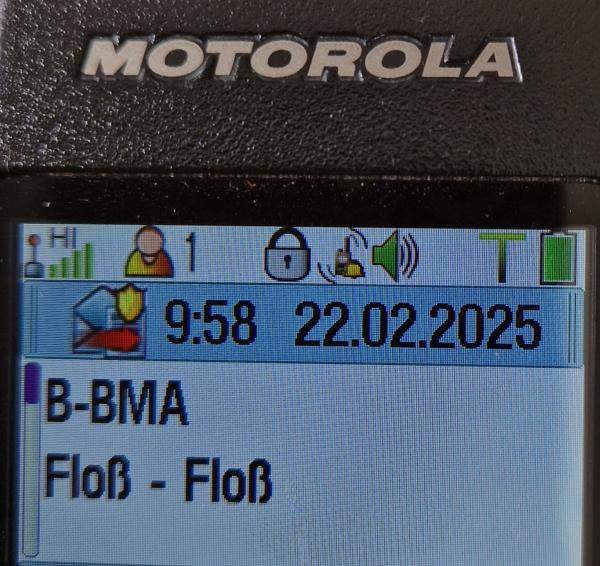 MOTOROLA
HI 1 T
9:58 22.02.2025
B-BMA
Floß - Floß